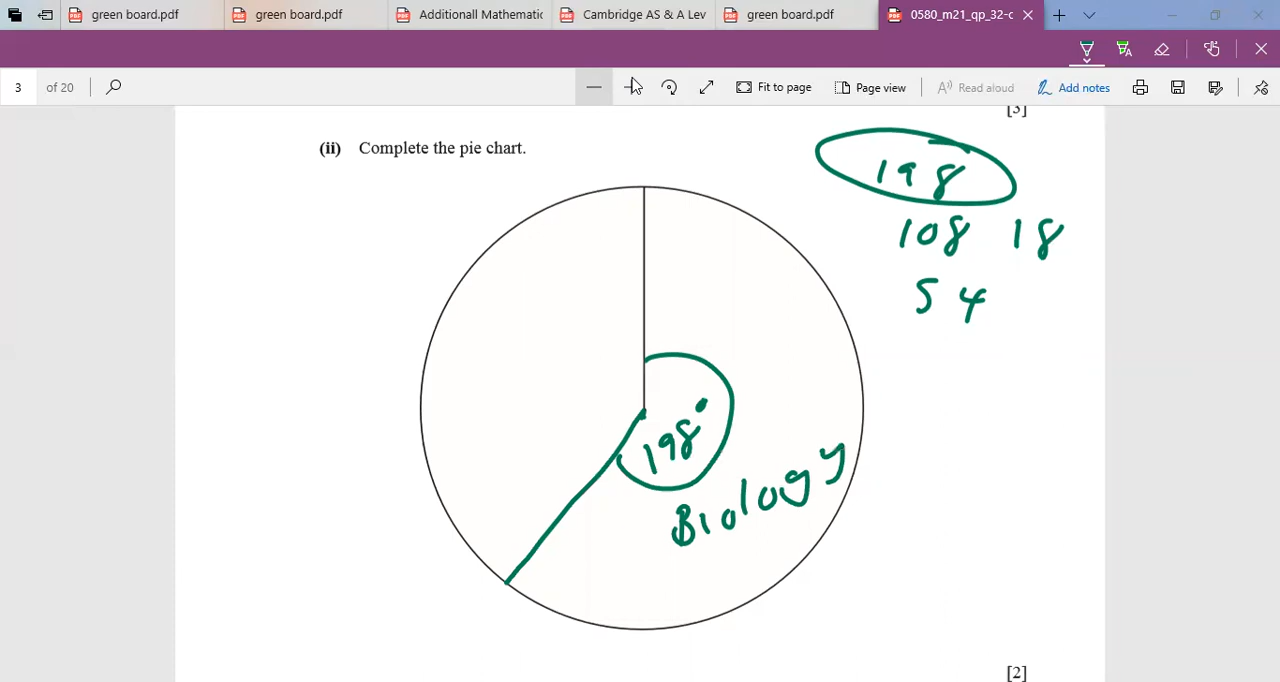 green board.pdf
green board.pdf
Additionall Mathematic
Cambridge AS & A Lev
green board.pdf
0580_m21_qp_32-c
3 of 20
Fit to page
Page view
Read aloud
Add notes
[3]
(ii) Complete the pie chart.
198
108 18
54
198°
Biology
[2]